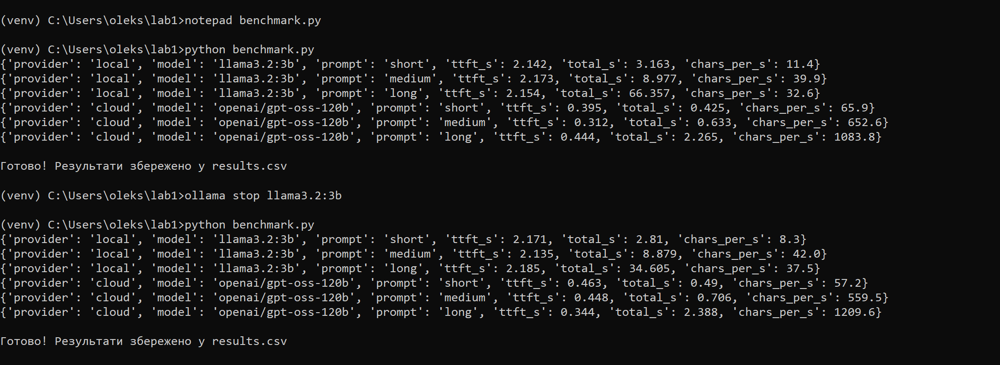 (venv) C:\Users\oleks\lab1>notepad benchmark.py
(venv) C:\Users\oleks\lab1>python benchmark.py
{'provider': 'local', 'model': 'llama3.2:3b', 'prompt': 'short', 'ttft_s': 2.142, 'total_s': 3.163, 'chars_per_s': 11.4}
{'provider': 'local', 'model': 'llama3.2:3b', 'prompt': 'medium', 'ttft_s': 2.173, 'total_s': 8.977, 'chars_per_s': 39.9}
{'provider': 'local', 'model': 'llama3.2:3b', 'prompt': 'long', 'ttft_s': 2.154, 'total_s': 66.357, 'chars_per_s': 32.6}
{'provider': 'cloud', 'model': 'openai/gpt-oss-120b', 'prompt': 'short', 'ttft_s': 0.395, 'total_s': 0.425, 'chars_per_s': 65.9}
{'provider': 'cloud', 'model': 'openai/gpt-oss-120b', 'prompt': 'medium', 'ttft_s': 0.312, 'total_s': 0.633, 'chars_per_s': 652.6}
{'provider': 'cloud', 'model': 'openai/gpt-oss-120b', 'prompt': 'long', 'ttft_s': 0.444, 'total_s': 2.265, 'chars_per_s': 1083.8}
Готово! Результати збережено у results.csv
(venv) C:\Users\oleks\lab1>ollama stop llama3.2:3b
(venv) C:\Users\oleks\lab1>python benchmark.py
{'provider': 'local', 'model': 'llama3.2:3b', 'prompt': 'short', 'ttft_s': 2.171, 'total_s': 2.81, 'chars_per_s': 8.3}
{'provider': 'local', 'model': 'llama3.2:3b', 'prompt': 'medium', 'ttft_s': 2.135, 'total_s': 8.879, 'chars_per_s': 42.0}
{'provider': 'local', 'model': 'llama3.2:3b', 'prompt': 'long', 'ttft_s': 2.185, 'total_s': 34.605, 'chars_per_s': 37.5}
{'provider': 'cloud', 'model': 'openai/gpt-oss-120b', 'prompt': 'short', 'ttft_s': 0.463, 'total_s': 0.49, 'chars_per_s': 57.2}
{'provider': 'cloud', 'model': 'openai/gpt-oss-120b', 'prompt': 'medium', 'ttft_s': 0.448, 'total_s': 0.706, 'chars_per_s': 559.5}
{'provider': 'cloud', 'model': 'openai/gpt-oss-120b', 'prompt': 'long', 'ttft_s': 0.344, 'total_s': 2.388, 'chars_per_s': 1209.6}
Готово! Результати збережено у results.csv